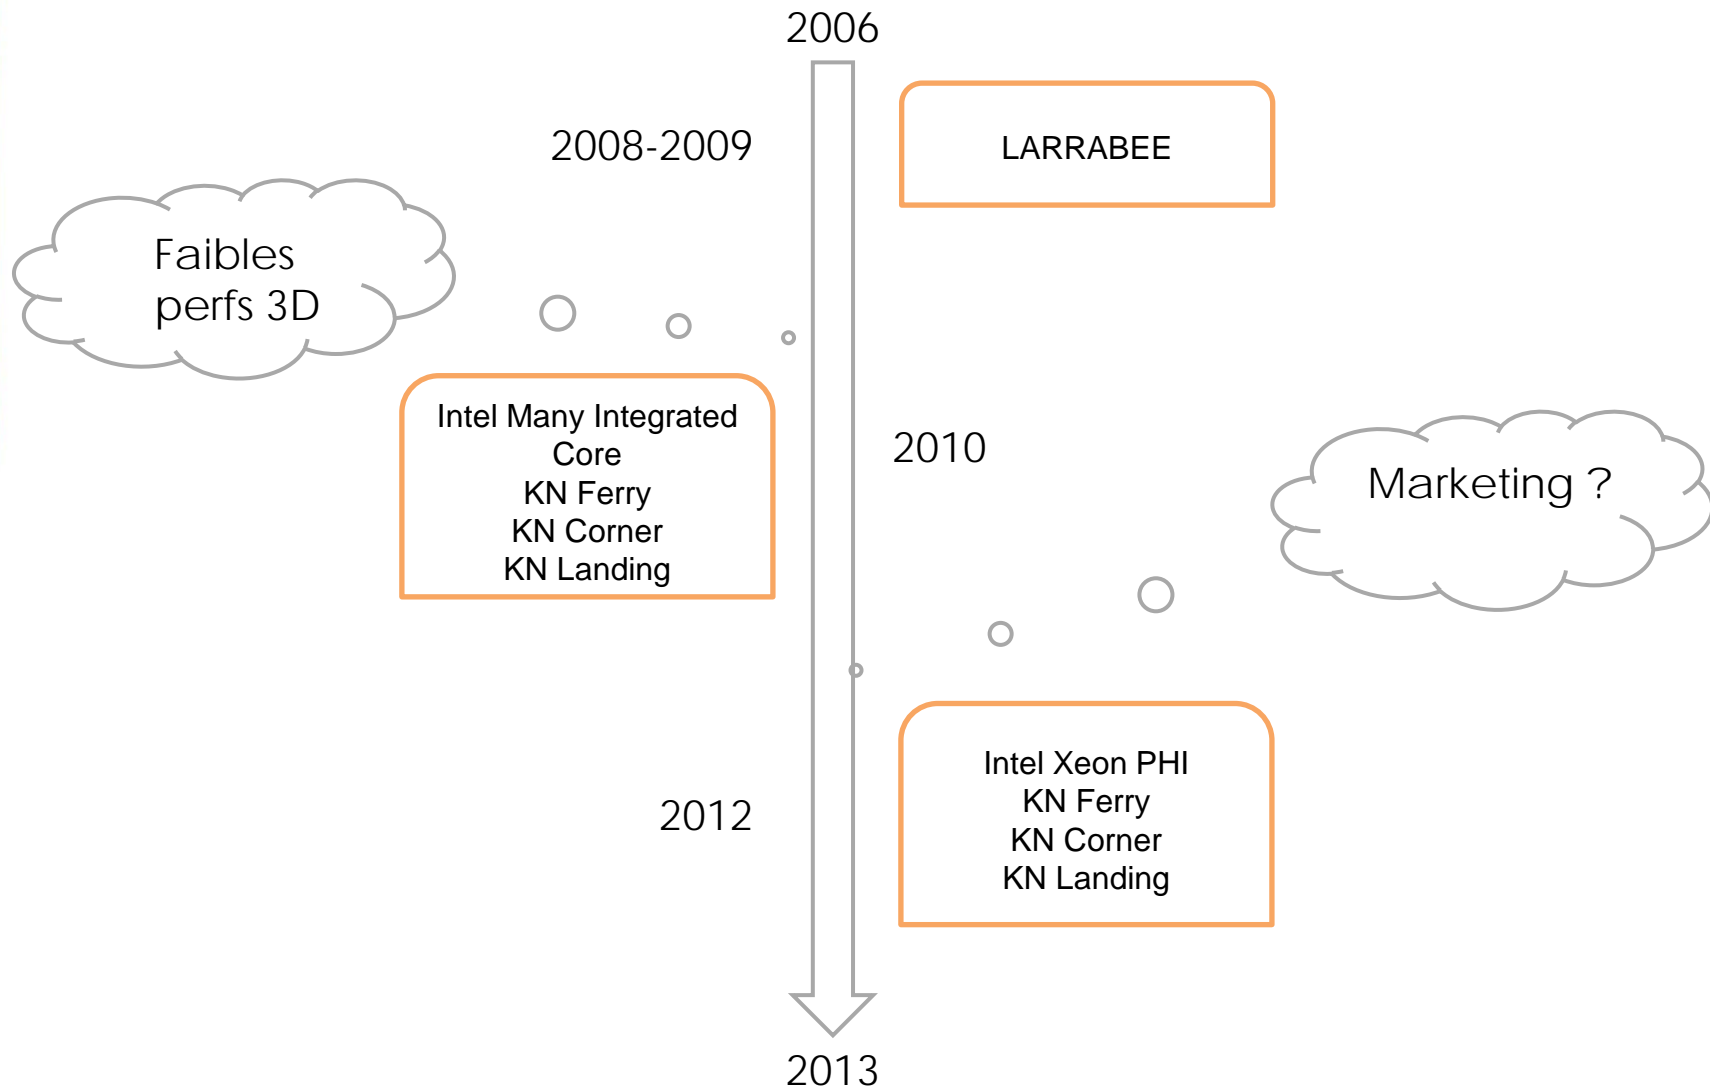 2006
2008-2009
LARRABEE
Faibles
perfs 3D
Intel Many Integrated
Core
KN Ferry
KN Corner
KN Landing
2010
Marketing ?
2012
Intel Xeon PHI
KN Ferry
KN Corner
KN Landing
2013